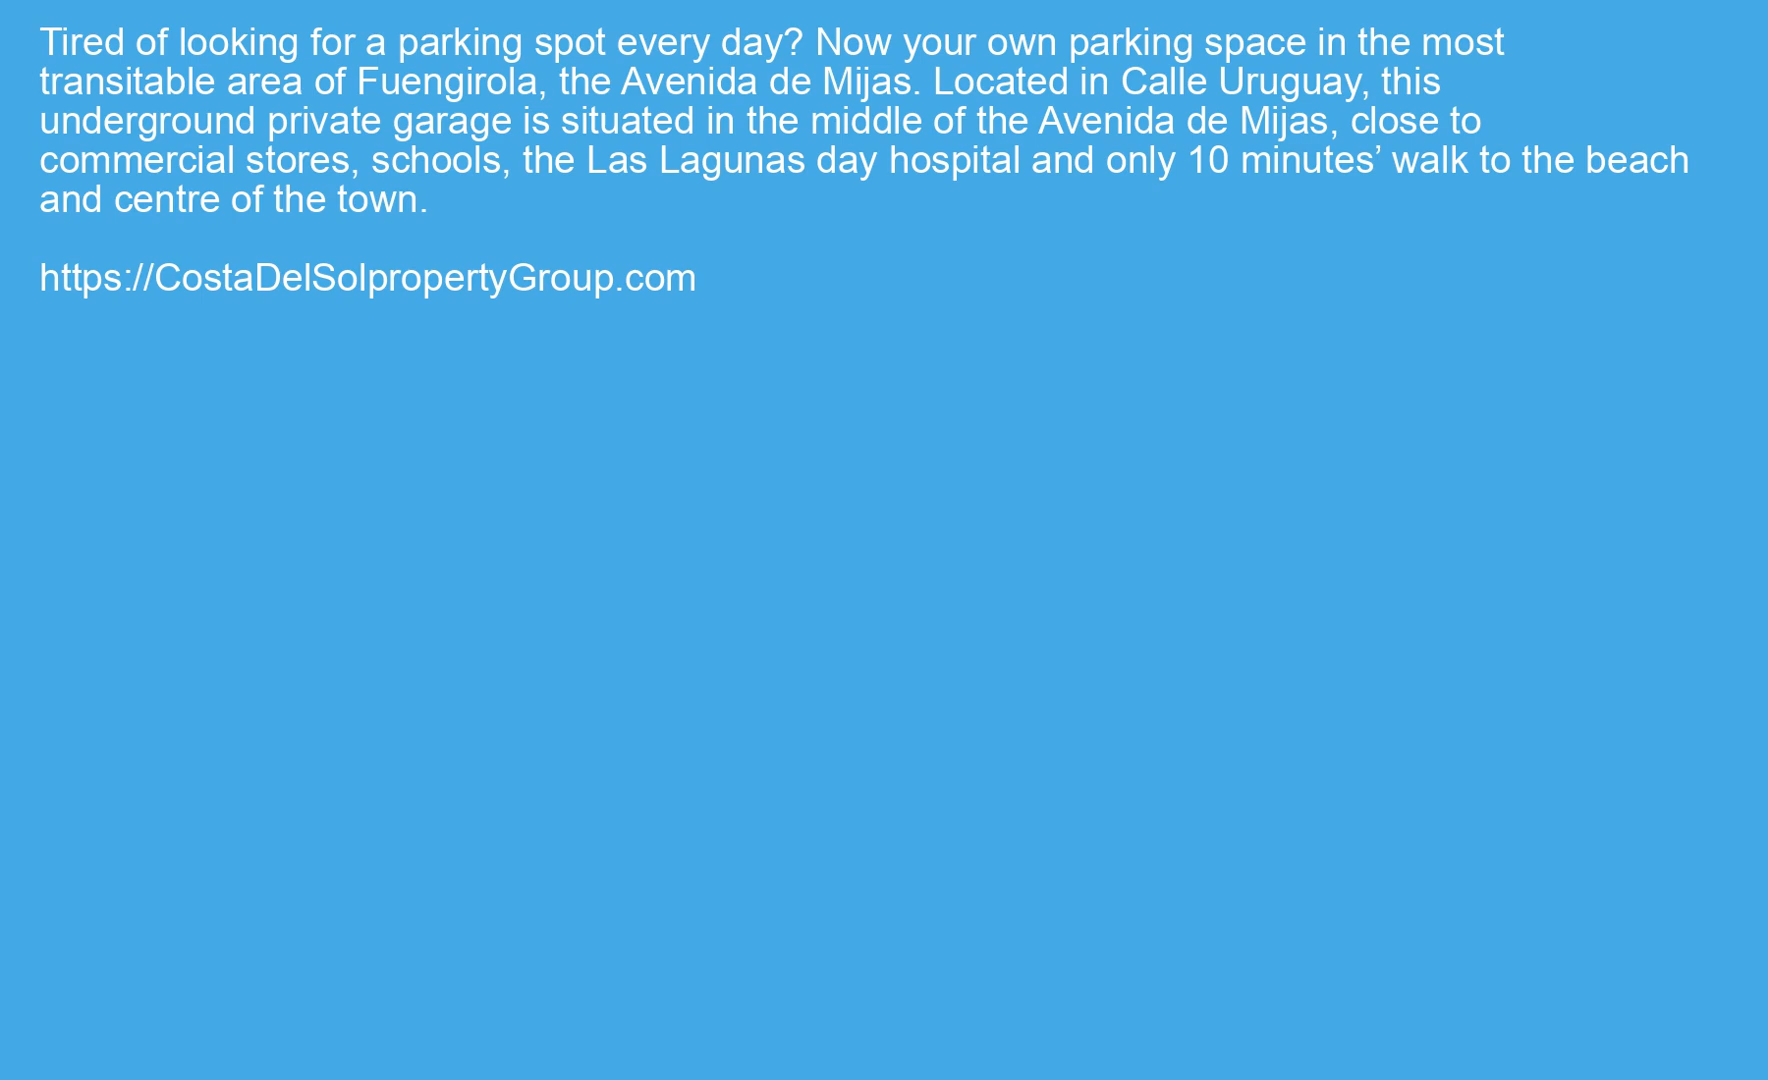 Tired of looking for a parking spot every day? Now your own parking space in the most
transitable area of Fuengirola, the Avenida de Mijas. Located in Calle Uruguay, this
underground private garage is situated in the middle of the Avenida de Mijas, close to
commercial stores, schools, the Las Lagunas day hospital and only 10 minutes’ walk to the beach
and centre of the town.
https://CostaDelSolpropertyGroup.com